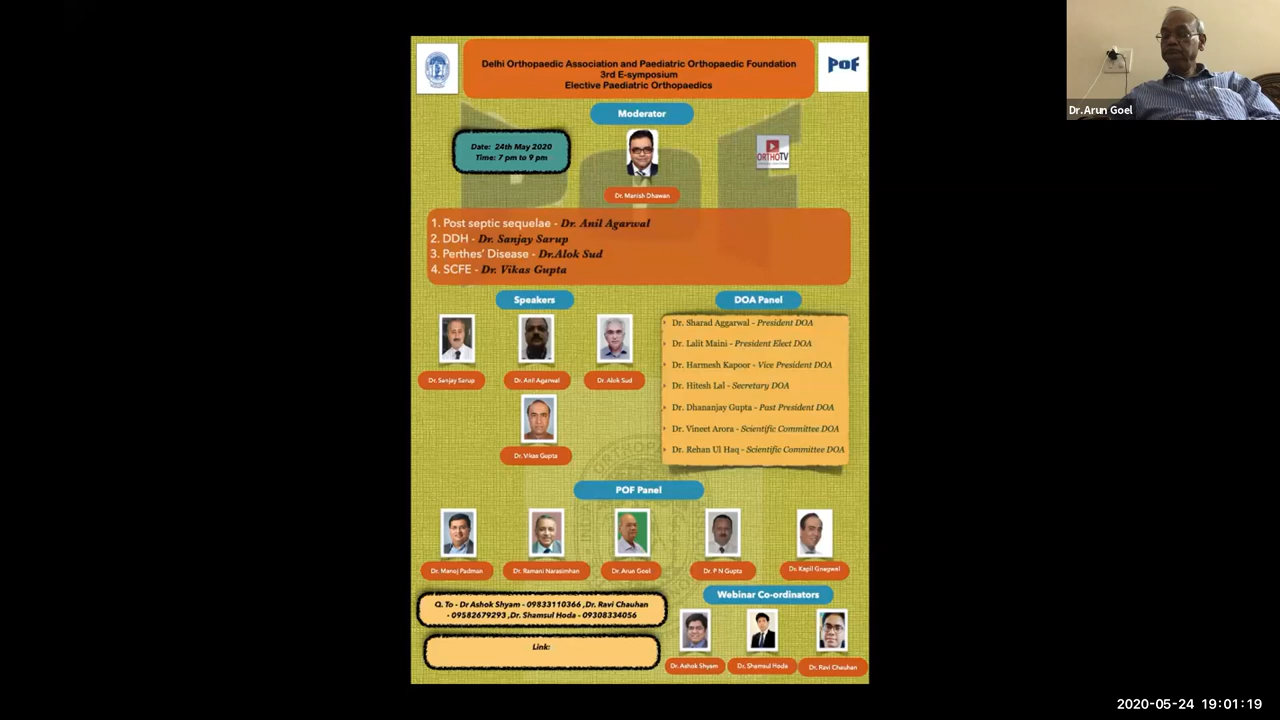 Delhi Orthopaedic Association and Paediatric Orthopaedic Foundation
3rd E-symposium
Elective Paediatric Orthopaedics
POF
Moderator
Date: 24th May 2020
Time: 7 pm to 9 pm
ORTHOTV
Dr. Manish Dhawan
1. Post septic sequelae - Dr. Anil Agarwal
2. DDH - Dr. Sanjay Sarup
3. Perthes' Disease - Dr.Alok Sud
4. SCFE - Dr. Vikas Gupta
Speakers
Dr. Sanjay Sarup
Dr. Anil Agarwal
Dr. Alok Sud
Dr. Vikas Gupta
DOA Panel
Dr. Sharad Aggarwal - President DOA
Dr. Lalit Maini - President Elect DOA
Dr. Harmesh Kapoor - Vice President DOA
Dr. Hitesh Lal - Secretary DOA
Dr. Dhananjay Gupta - Past President DOA
Dr. Vineet Arora - Scientific Committee DOA
Dr. Rehan Ul Haq - Scientific Committee DOA
POF Panel
Dr. Manoj Padman
Dr. Ramani Narasimhan
Dr. Arun Goel
Dr. P N Gupta
Dr. Kapil Gnagwal
Q. To - Dr Ashok Shyam - 09833110366 ,Dr. Ravi Chauhan
- 09582679293 ,Dr. Shamsul Hoda - 09308334056
Link:
Webinar Co-ordinators
Dr. Ashok Shyam
Dr. Shamsul Hoda
Dr. Ravi Chauhan
Dr.Arun Goel
2020-05-24 19:01:19